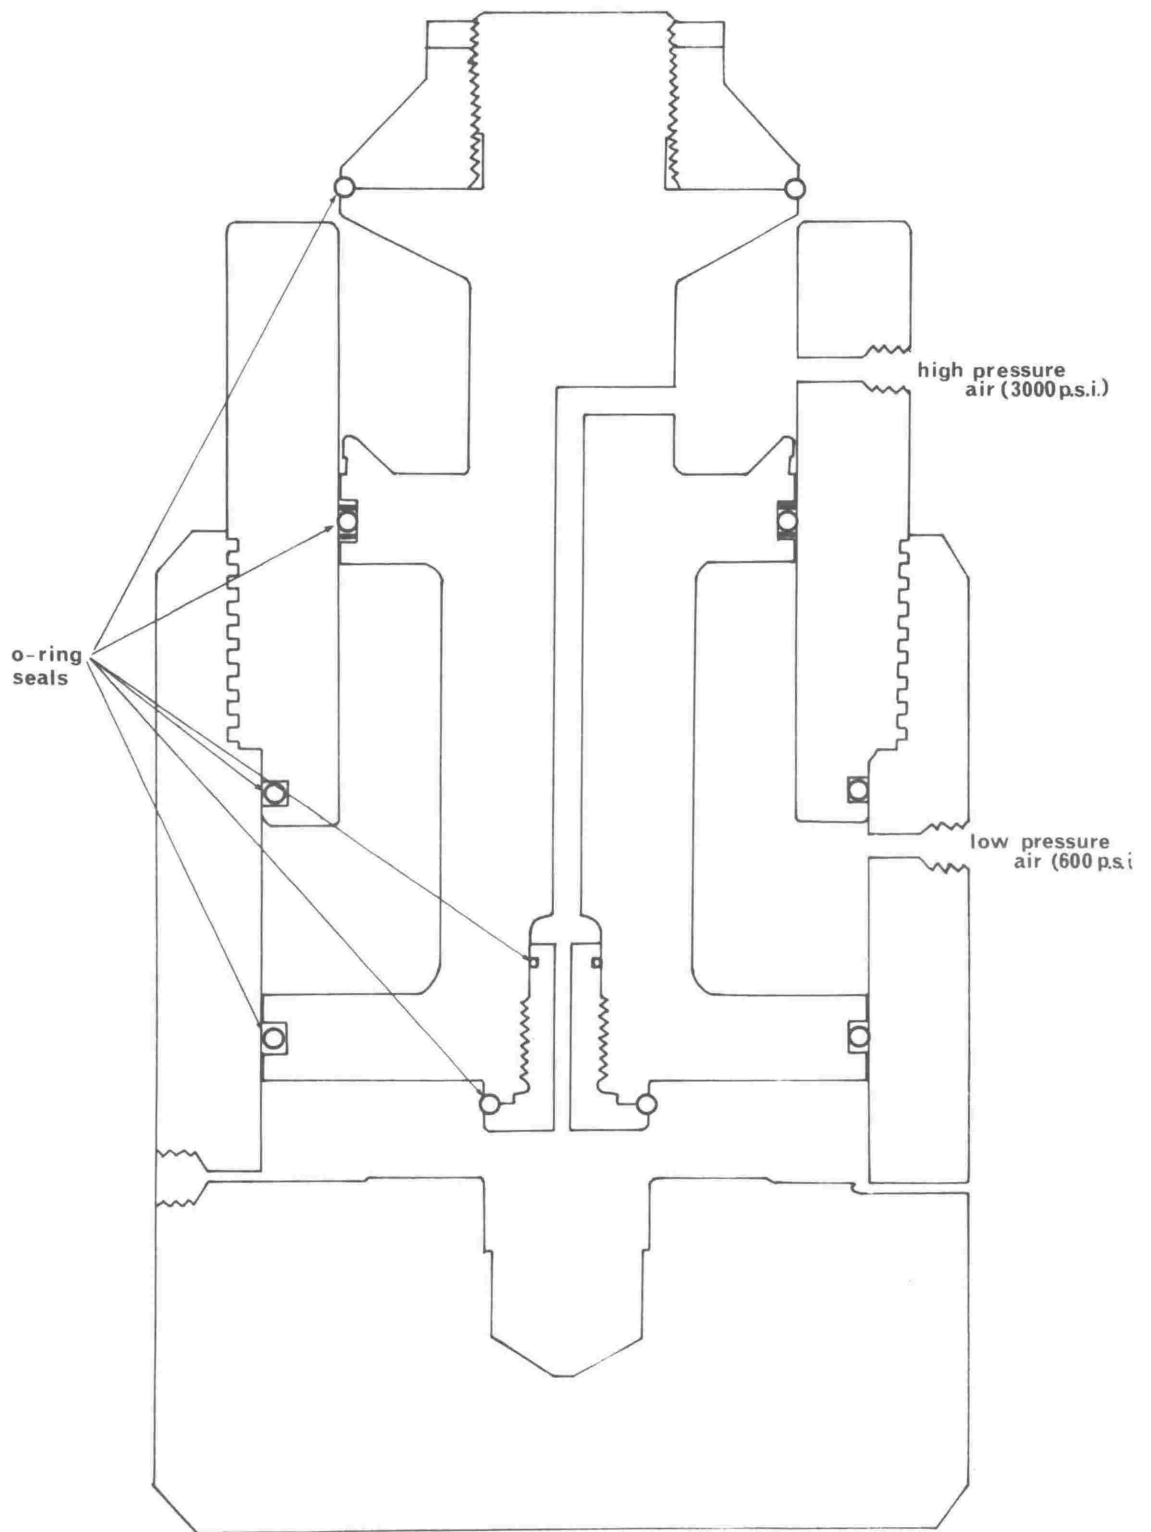 high pressure
air (3000 p.s.i.)
o-ring
seals
low pressure
air (600 p.s.i